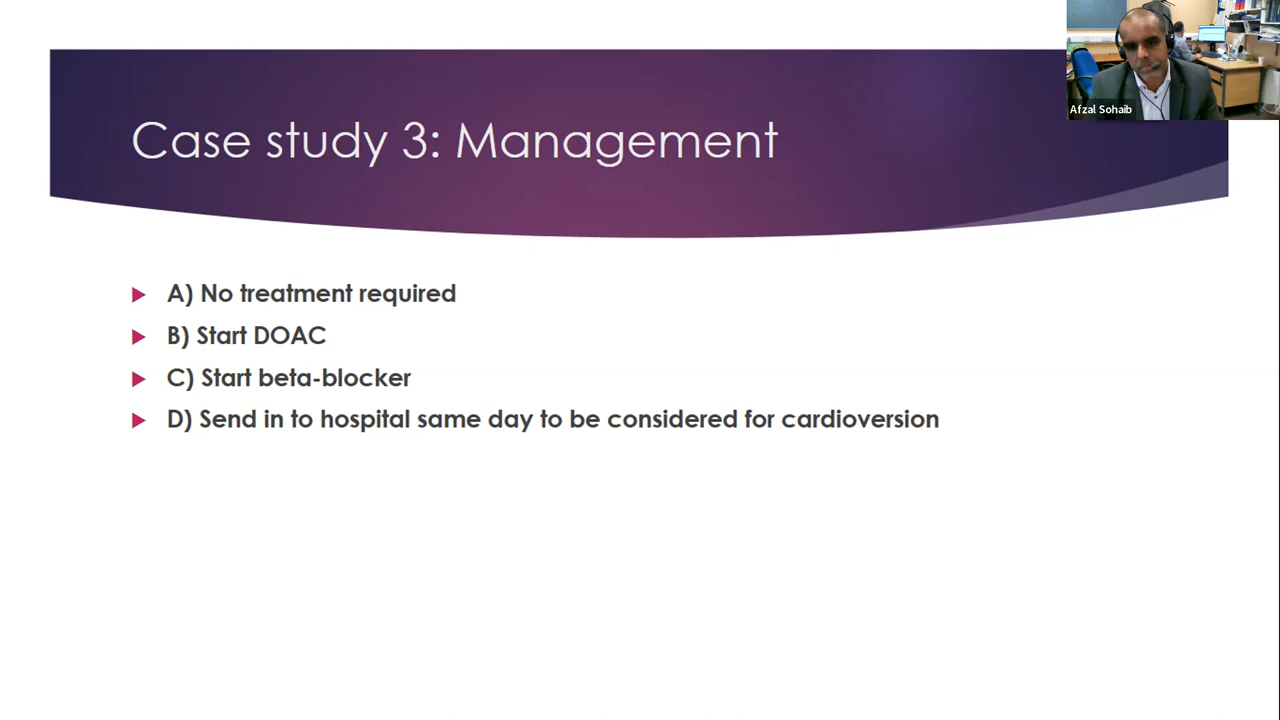 Afzal Sohaib
Case study 3: Management
A) No treatment required
B) Start DOAC
C) Start beta-blocker
D) Send in to hospital same day to be considered for cardioversion